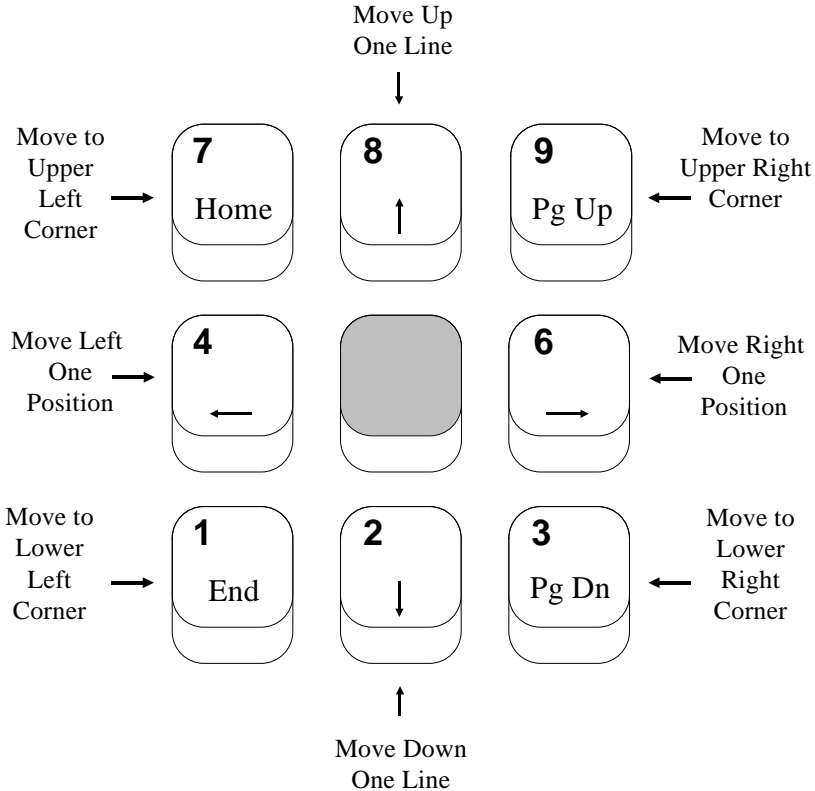 Move Up
One Line
Move to
Upper
Left
Corner
7
Home
8
9
Pg Up
Move to
Upper Right
Corner
Move Left
One
Position
4
6
Move Right
One
Position
Move to
Lower
Left
Corner
1
End
2
3
Pg Dn
Move to
Lower
Right
Corner
Move Down
One Line